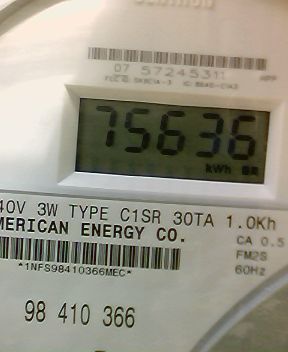 07 57245311
75636
kWh
40V 3W TYPE C1SR 30TA 1.0Kh
MERICAN ENERGY CO.
CA 0.5
FM2S
60Hz
*1NFS98410366MEC*
98 410 366